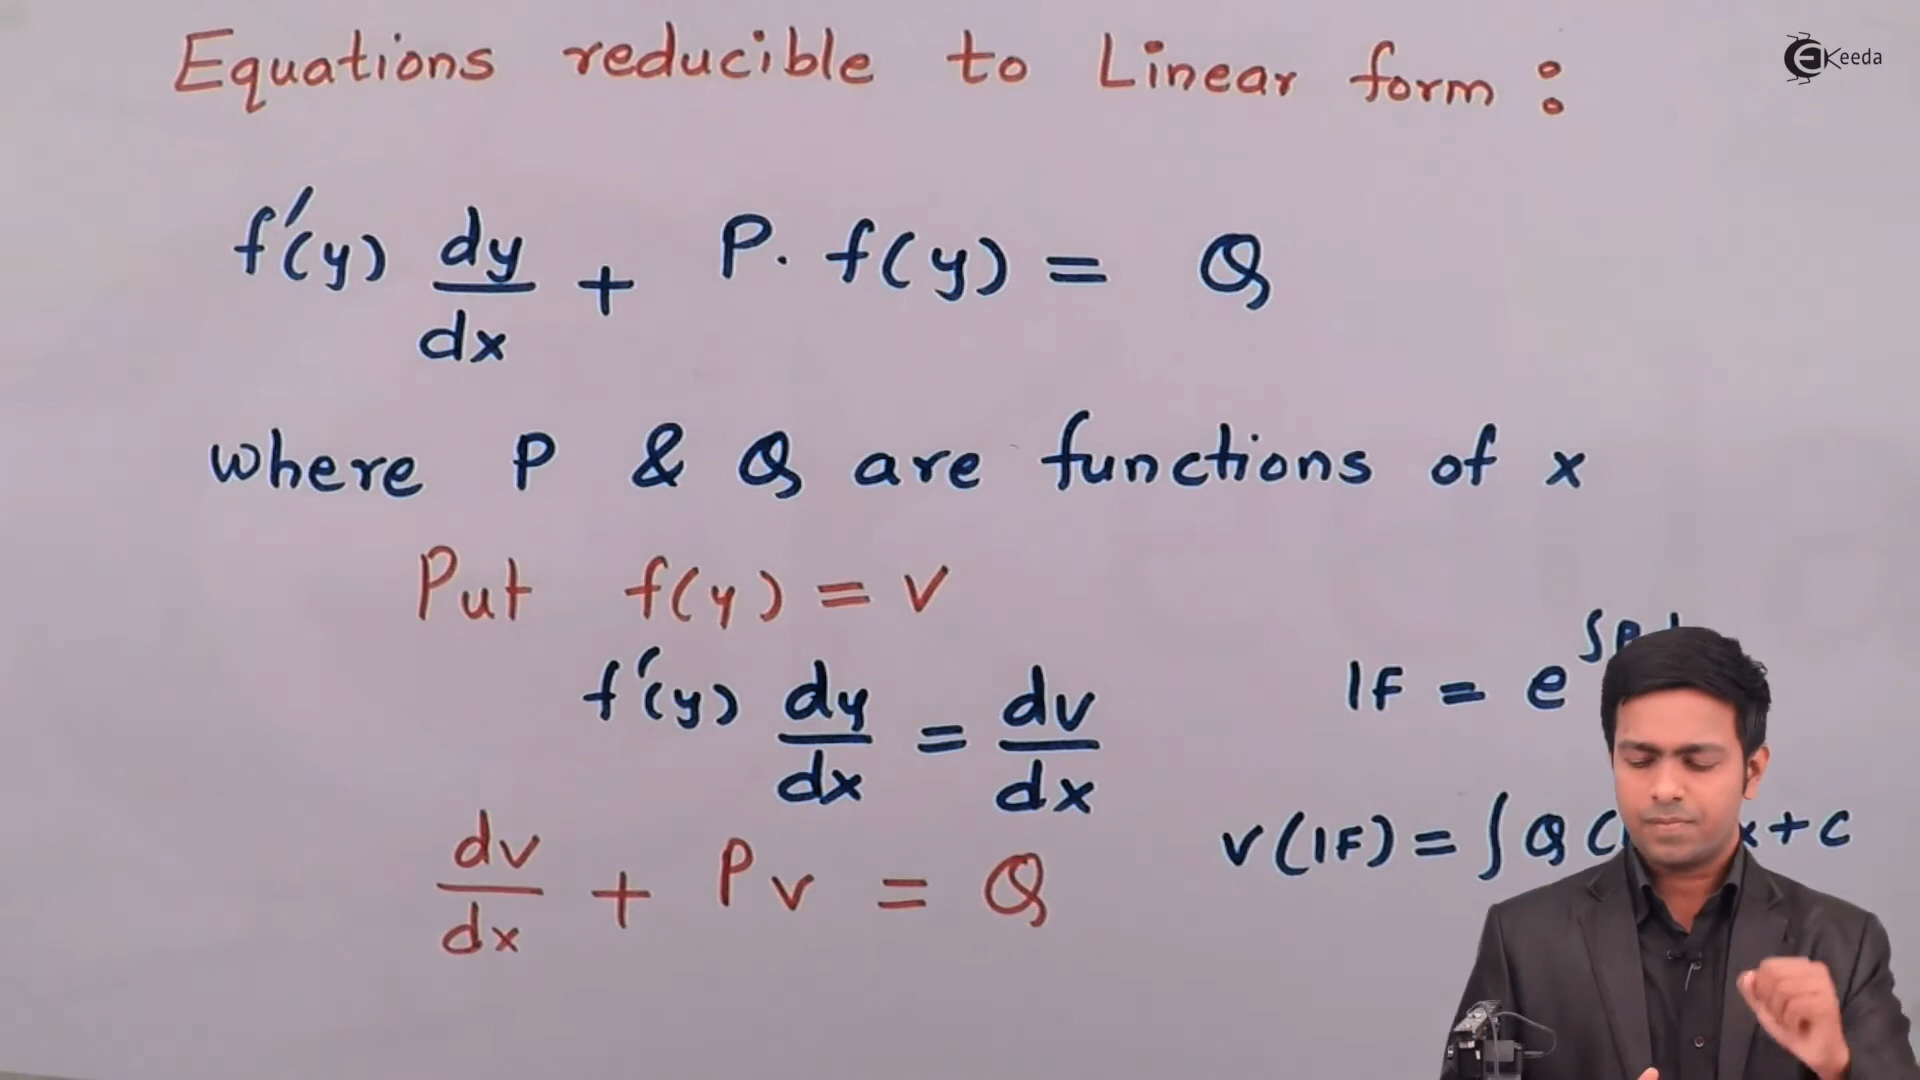 Equations reducible to Linear form :
EKeeda
f'(y) dy/dx + P. f(y) = Q
where P & Q are functions of x
Put f(y) = v
f'(y) dy/dx = dv/dx
dv/dx + Pv = Q
IF = e^∫P
v(IF) = ∫Q( x+c